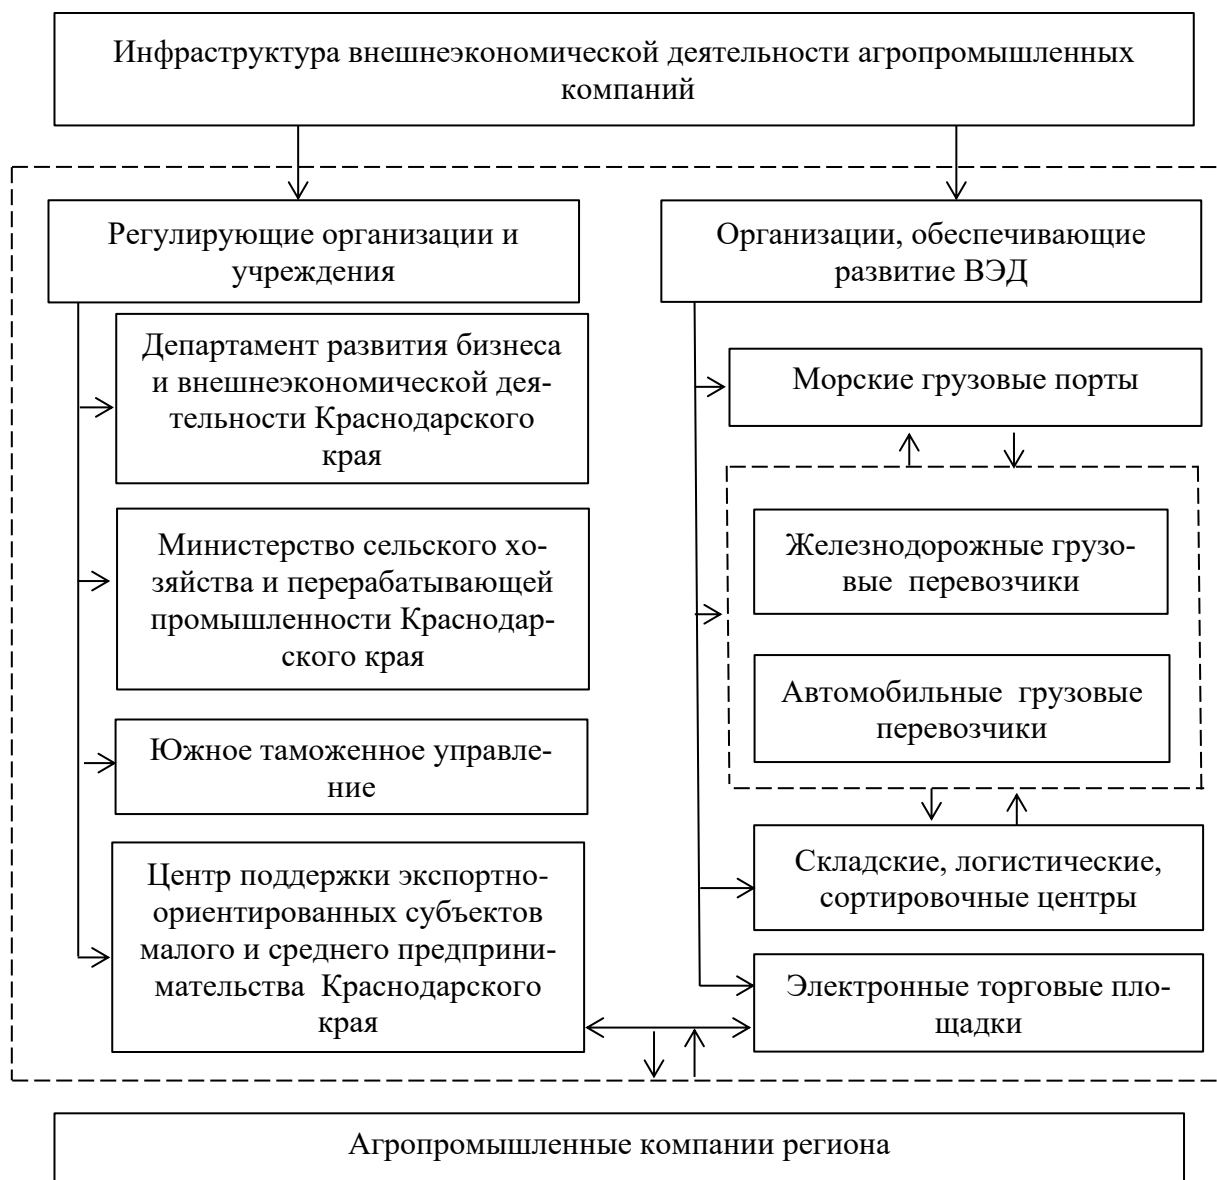 Инфраструктура внешнеэкономической деятельности агропромышленных
компаний
Регулирующие организации и
учреждения
Департамент развития бизнеса
и внешнеэкономической дея-
тельности Краснодарского
края
Министерство сельского хо-
зяйства и перерабатывающей
промышленности Краснодар-
ского края
Южное таможенное управле-
ние
Центр поддержки экспортно-
ориентированных субъектов
малого и среднего предприни-
мательства Краснодарского
края
Организации, обеспечивающие
развитие ВЭД
Морские грузовые порты
Железнодорожные грузо-
вые перевозчики
Автомобильные грузовые
перевозчики
Складские, логистические,
сортировочные центры
Электронные торговые пло-
щадки
Агропромышленные компании региона